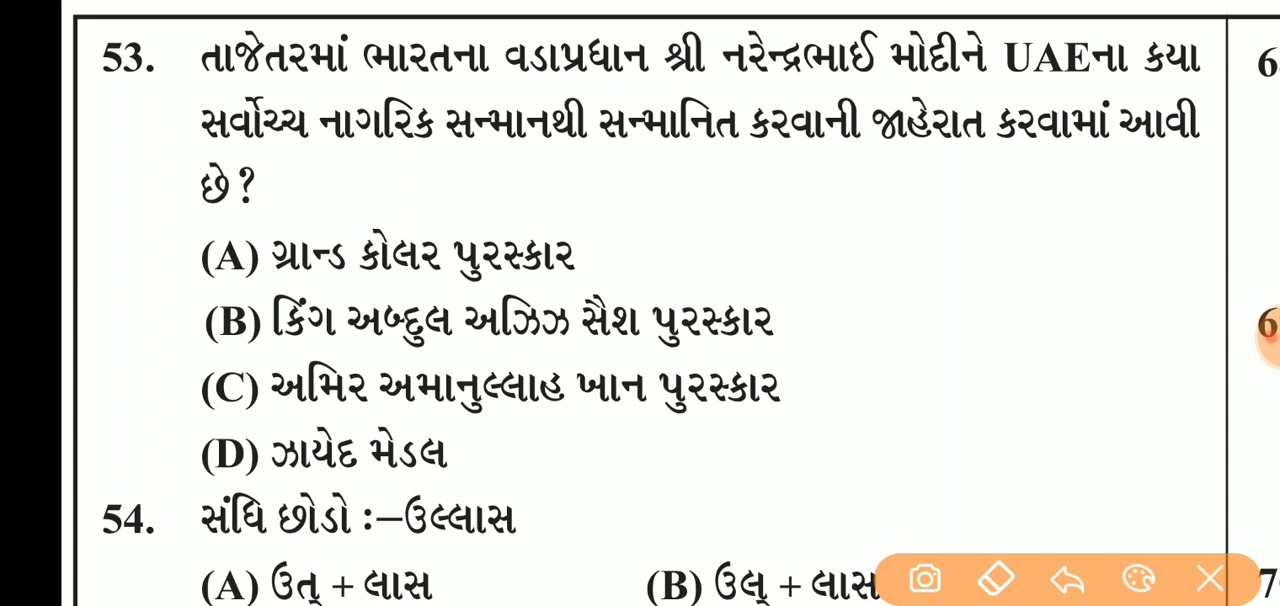 53. તાજેતરમાં ભારતના વડાપ્રધાન શ્રી નરેન્દ્રભાઈ મોદીને UAEના કયા
સર્વોચ્ચ નાગરિક સન્માનથી સન્માનિત કરવાની જાહેરાત કરવામાં આવી
છે?
(A) ગ્રાન્ડ કોલર પુરસ્કાર
(B) કિંગ અબ્દુલ અઝિઝ સૈશ પુરસ્કાર
(C) અમિર અમાનુલ્લાહ ખાન પુરસ્કાર
(D) ઝાયેદ મેડલ
54. સંધિ છોડો :–ઉલ્લાસ
(A) ઉત્ + લાસ (B) ઉલ્ + લાસ